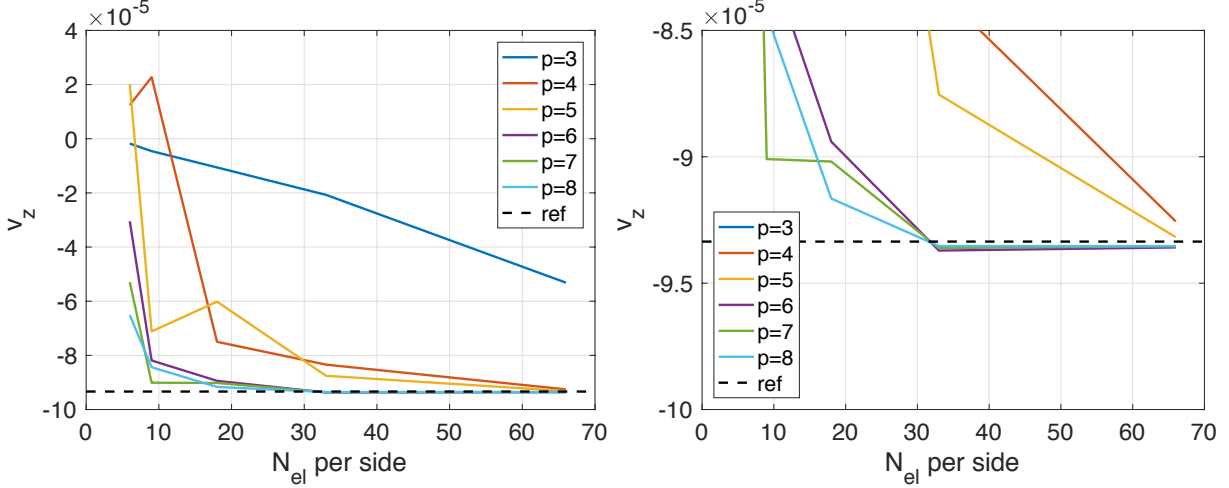 ×10⁻⁵
4
2
0
-2
-4
-6
-8
-10
v_z
0 10 20 30 40 50 60 70
N_el per side
p=3
p=4
p=5
p=6
p=7
p=8
ref
×10⁻⁵
-8.5
-9
-9.5
-10
v_z
0 10 20 30 40 50 60 70
N_el per side
p=3
p=4
p=5
p=6
p=7
p=8
ref